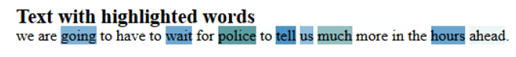 Text with highlighted words
we are going to have to wait for police to tell us much more in the hours ahead.